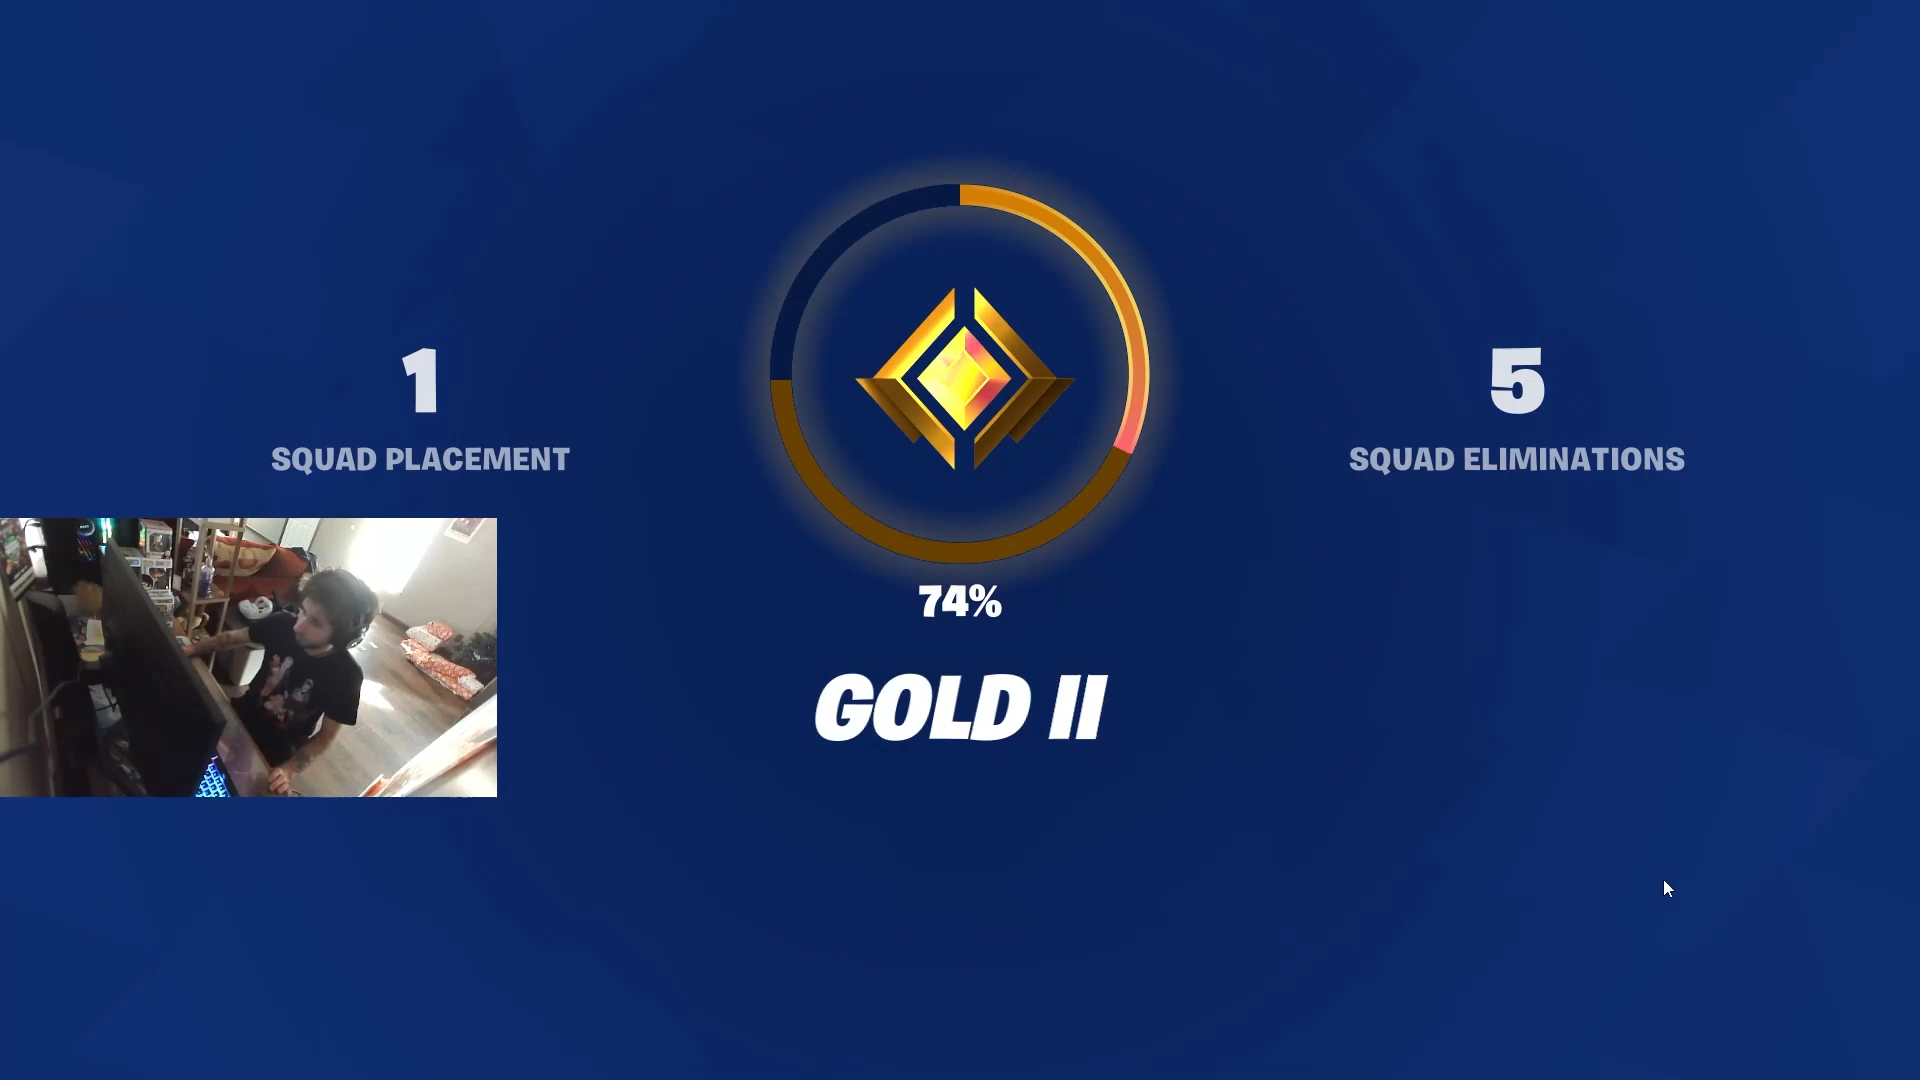 1
SQUAD PLACEMENT
5
SQUAD ELIMINATIONS
74%
GOLD II